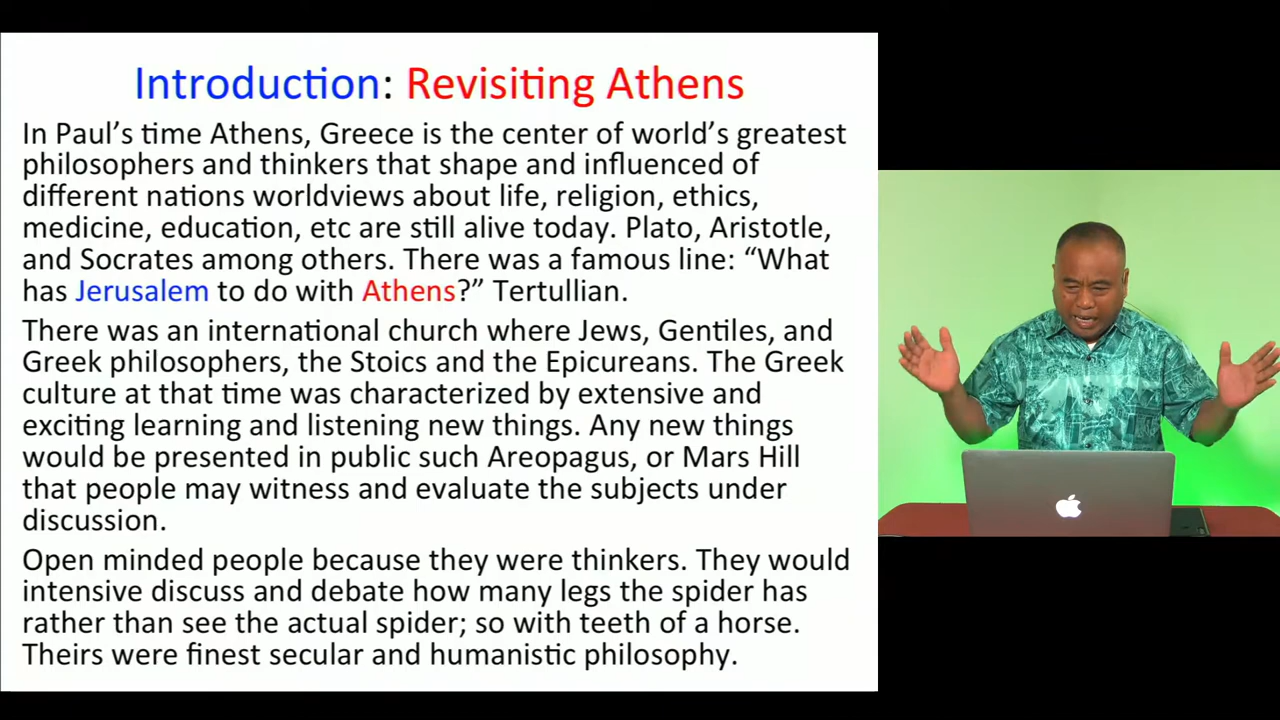 Introduction: Revisiting Athens
In Paul’s time Athens, Greece is the center of world’s greatest
philosophers and thinkers that shape and influenced of
different nations worldviews about life, religion, ethics,
medicine, education, etc are still alive today. Plato, Aristotle,
and Socrates among others. There was a famous line: “What
has Jerusalem to do with Athens?” Tertullian.
There was an international church where Jews, Gentiles, and
Greek philosophers, the Stoics and the Epicureans. The Greek
culture at that time was characterized by extensive and
exciting learning and listening new things. Any new things
would be presented in public such Areopagus, or Mars Hill
that people may witness and evaluate the subjects under
discussion.
Open minded people because they were thinkers. They would
intensive discuss and debate how many legs the spider has
rather than see the actual spider; so with teeth of a horse.
Theirs were finest secular and humanistic philosophy.